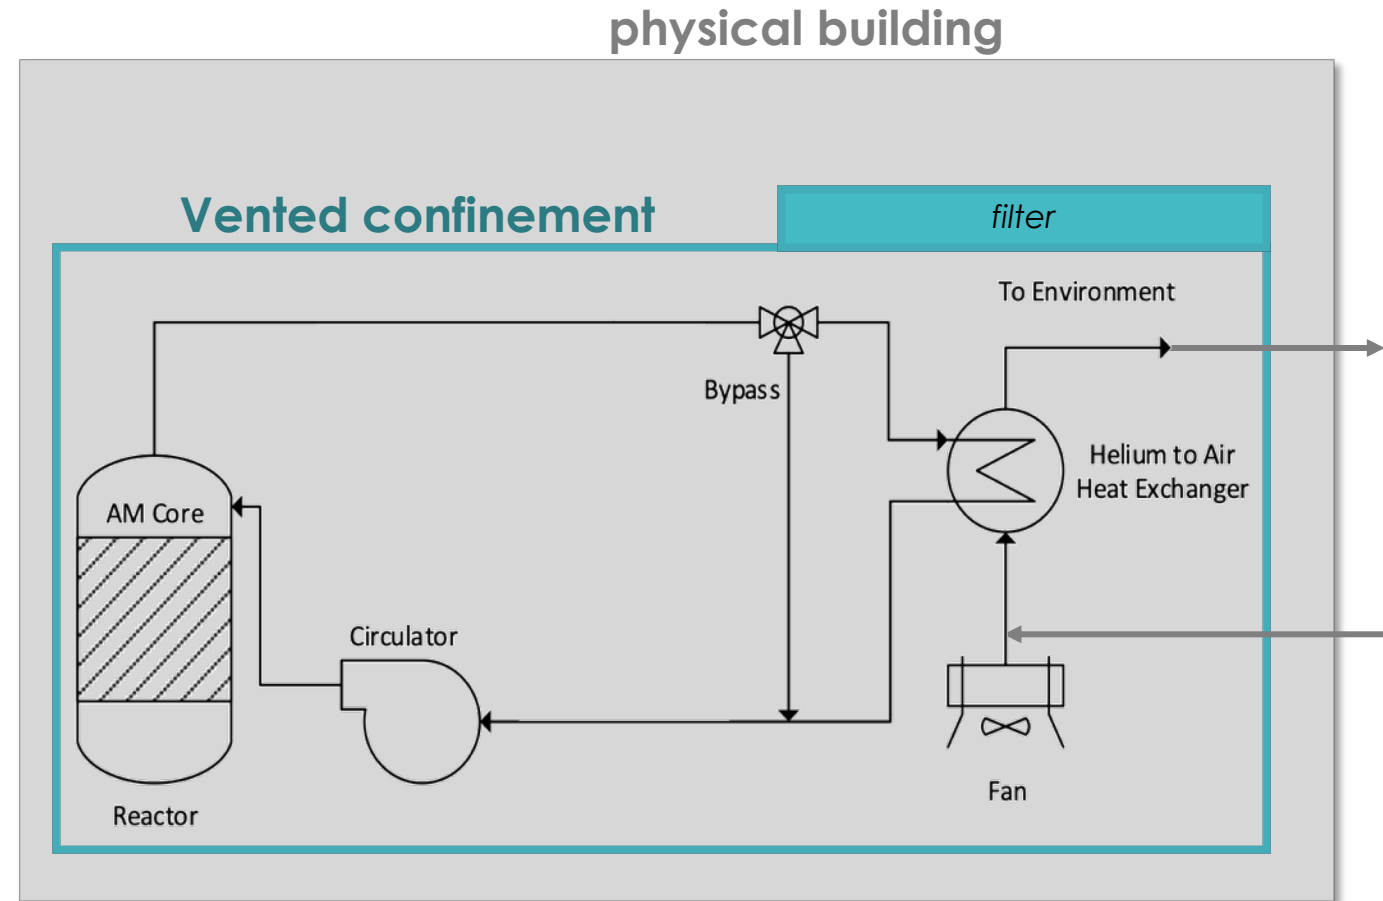 physical building
Vented confinement
filter
To Environment
Bypass
Helium to Air
Heat Exchanger
AM Core
Circulator
Fan
Reactor